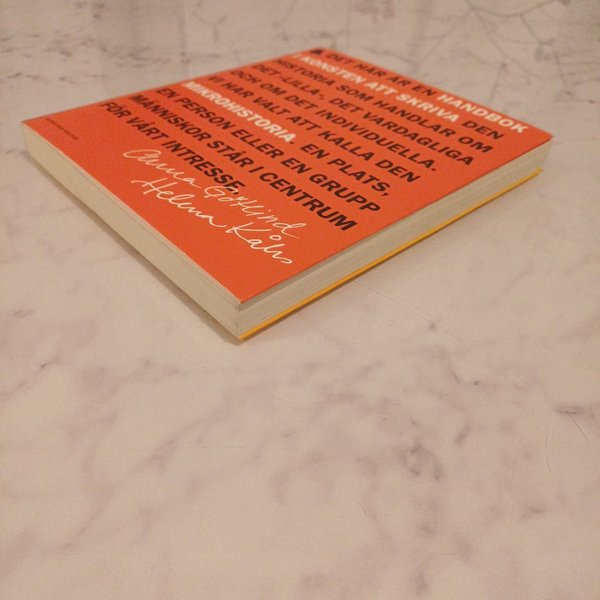 DET HÄR ÄR EN HANDBOK
I KONSTEN ATT SKRIVA DEN
HISTORIA SOM HANDLAR OM
DET »LILLA», DET VARDAGLIGA
OCH OM DET INDIVIDUELLA.
VI HAR VALT ATT KALLA DEN
MIKROHISTORIA. EN PLATS,
EN PERSON ELLER EN GRUPP
MÄNNISKOR STÅR I CENTRUM
FÖR VÅRT INTRESSE.
Anna Götlind
Helena Kåks